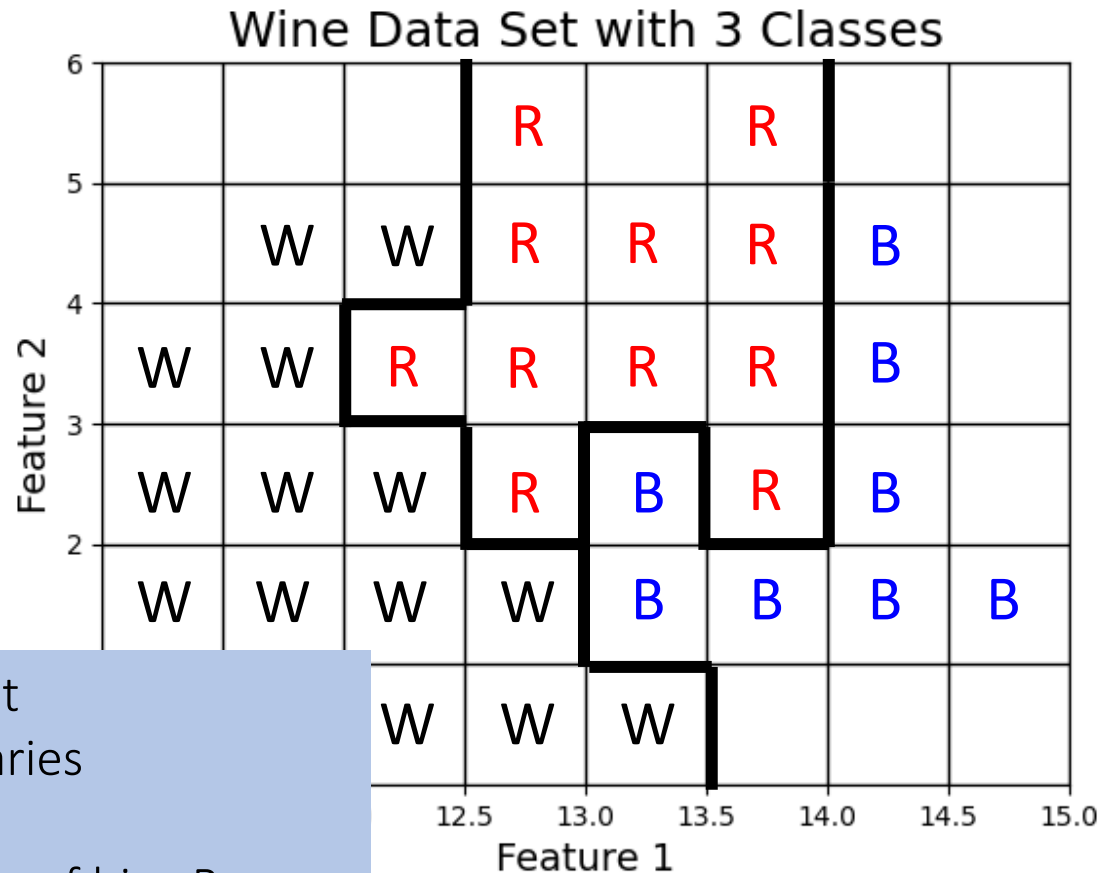 Wine Data Set with 3 Classes
6
R R
5
W W R R R B
4
W W R R R R B
3
W W W R B R B
2
W W W W B B B B
W W W
12.5 13.0 13.5 14.0 14.5 15.0
Feature 1
Feature 2